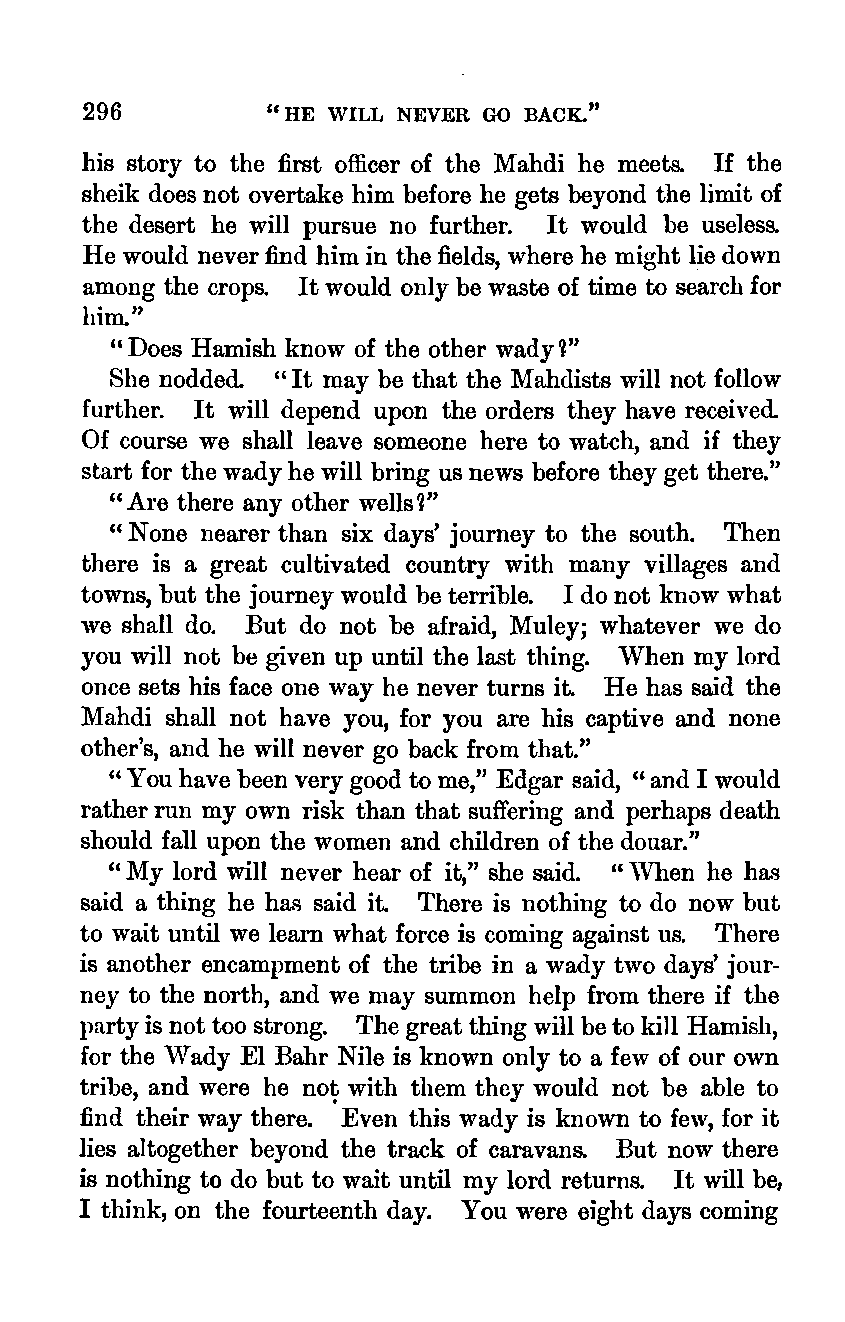 296 "HE WILL NEVER GO BACK."
his story to the first officer of the Mahdi he meets. If the
sheik does not overtake him before he gets beyond the limit of
the desert he will pursue no further. It would be useless.
He would never find him in the fields, where he might lie down
among the crops. It would only be waste of time to search for
him."
"Does Hamish know of the other wady?"
She nodded. "It may be that the Mahdists will not follow
further. It will depend upon the orders they have received.
Of course we shall leave someone here to watch, and if they
start for the wady he will bring us news before they get there."
"Are there any other wells?"
"None nearer than six days' journey to the south. Then
there is a great cultivated country with many villages and
towns, but the journey would be terrible. I do not know what
we shall do. But do not be afraid, Muley; whatever we do
you will not be given up until the last thing. When my lord
once sets his face one way he never turns it. He has said the
Mahdi shall not have you, for you are his captive and none
other's, and he will never go back from that."
"You have been very good to me," Edgar said, "and I would
rather run my own risk than that suffering and perhaps death
should fall upon the women and children of the douar."
"My lord will never hear of it," she said. "When he has
said a thing he has said it. There is nothing to do now but
to wait until we learn what force is coming against us. There
is another encampment of the tribe in a wady two days' jour-
ney to the north, and we may summon help from there if the
party is not too strong. The great thing will be to kill Hamish,
for the Wady El Bahr Nile is known only to a few of our own
tribe, and were he not with them they would not be able to
find their way there. Even this wady is known to few, for it
lies altogether beyond the track of caravans. But now there
is nothing to do but to wait until my lord returns. It will be,
I think, on the fourteenth day. You were eight days coming